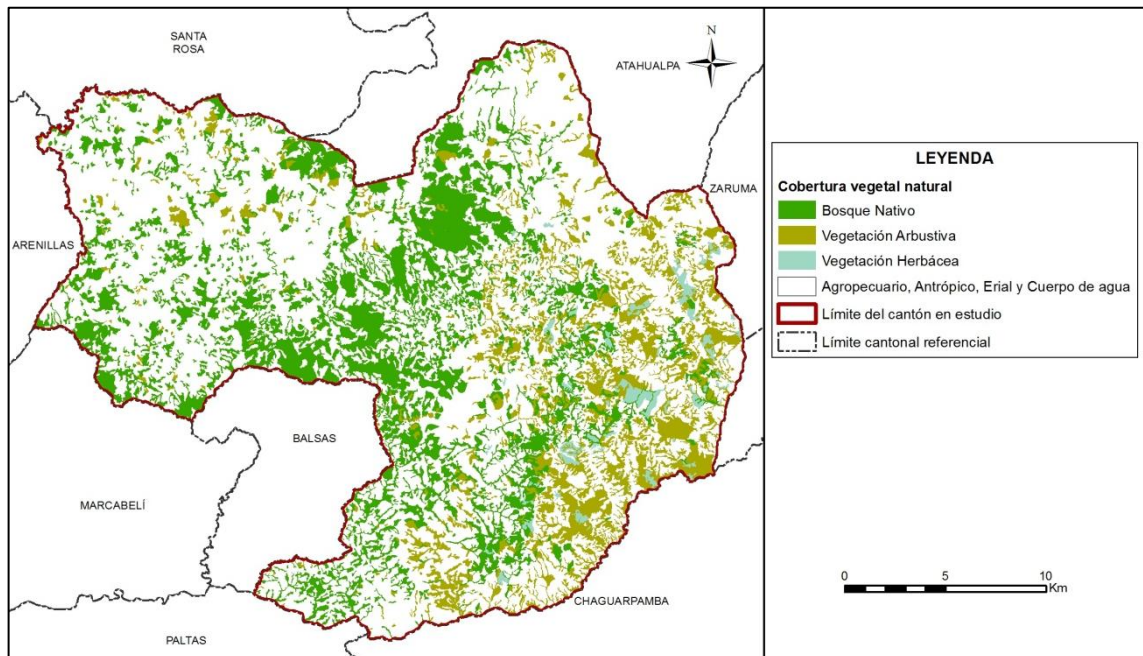 SANTA
ROSA
N
ATAHUALPA
ZARUMA
ARENILLAS
BALSAS
MARCABELÍ
CHAGUARPAMBA
PALTAS
LEYENDA
Cobertura vegetal natural
Bosque Nativo
Vegetación Arbustiva
Vegetación Herbácea
Agropecuario, Antrópico, Erial y Cuerpo de agua
Límite del cantón en estudio
Límite cantonal referencial
0 5 10
Km